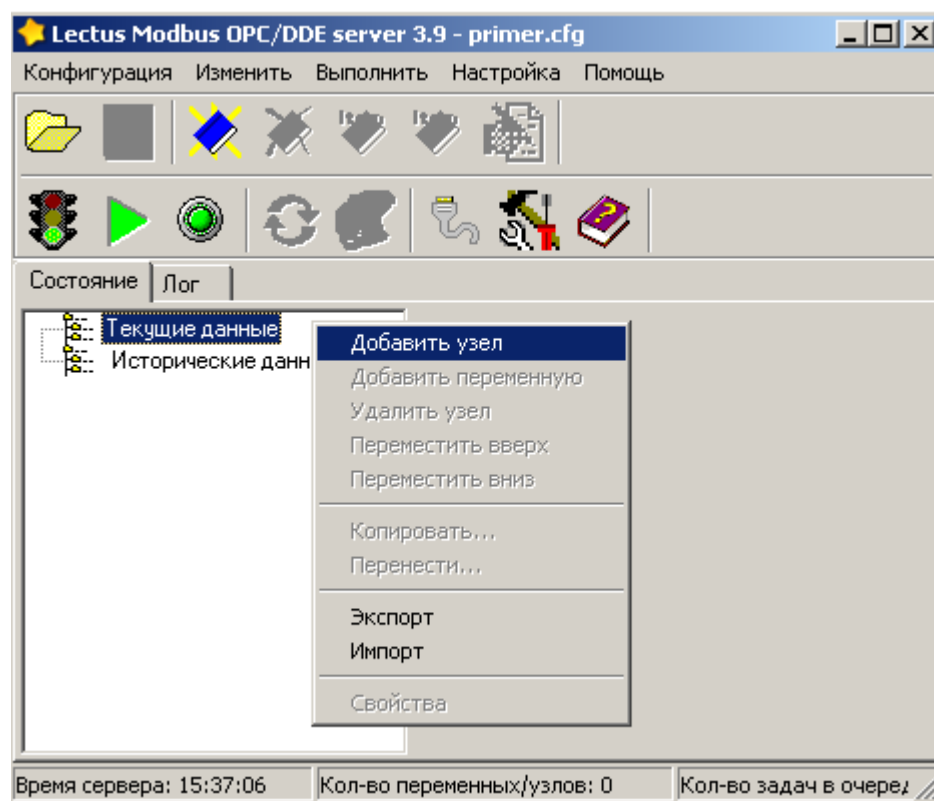 Lectus Modbus OPC/DDE server 3.9 - primer.cfg
Конфигурация Изменить Выполнить Настройка Помощь
Состояние Лог
Текущие данные
Исторические данн
Добавить узел
Добавить переменную
Удалить узел
Переместить вверх
Переместить вниз
Копировать...
Перенести...
Экспорт
Импорт
Свойства
Время сервера: 15:37:06 Кол-во переменных/узлов: 0 Кол-во задач в очеред